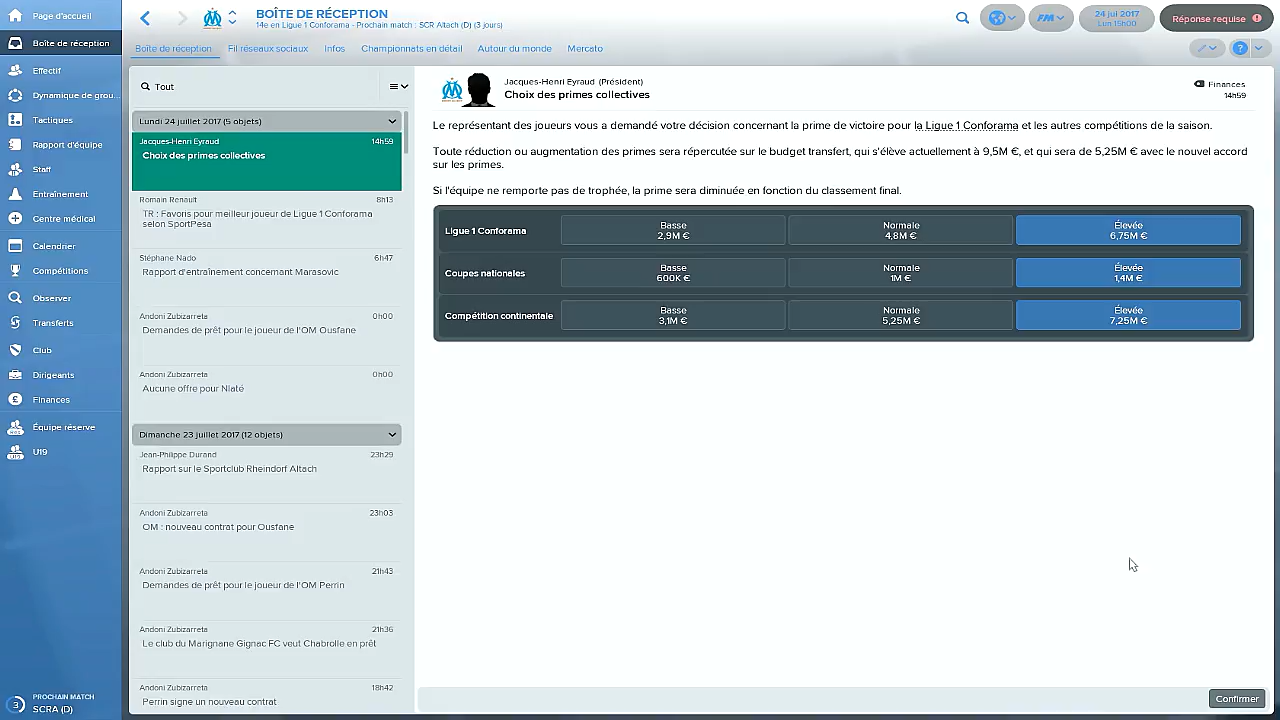 Page d'accueil
Boîte de réception
Effectif
Dynamique de grou...
Tactiques
Rapport d'équipe
Staff
Entraînement
Centre médical
Calendrier
Compétitions
Observer
Transferts
Club
Dirigeants
Finances
Équipe réserve
U19
3
PROCHAIN MATCH
SCRA (D)
BOÎTE DE RÉCEPTION
14e en Ligue 1 Conforama - Prochain match : SCR Altach (D) (3 jours)
FM
24 jui 2017
Lun 15h00
Réponse requise
Boîte de réception
Fil réseaux sociaux
Infos
Championnats en détail
Autour du monde
Mercato
?
Tout
Lundi 24 juillet 2017 (5 objets)
Jacques-Henri Eyraud 14h59
Choix des primes collectives
Romain Renault 8h13
TR : Favoris pour meilleur joueur de Ligue 1 Conforama
selon SportPesa
Stéphane Nado 6h47
Rapport d'entraînement concernant Marasovic
Andoni Zubizarreta 0h00
Demandes de prêt pour le joueur de l'OM Ousfane
Andoni Zubizarreta 0h00
Aucune offre pour Niaté
Dimanche 23 juillet 2017 (12 objets)
Jean-Philippe Durand 23h29
Rapport sur le Sportclub Rheindorf Altach
Andoni Zubizarreta 23h03
OM : nouveau contrat pour Ousfane
Andoni Zubizarreta 21h43
Demandes de prêt pour le joueur de l'OM Perrin
Andoni Zubizarreta 21h36
Le club du Marignane Gignac FC veut Chabrolle en prêt
Andoni Zubizarreta 18h42
Perrin signe un nouveau contrat
Jacques-Henri Eyraud (Président)
Choix des primes collectives
Finances
14h59
Le représentant des joueurs vous a demandé votre décision concernant la prime de victoire pour la Ligue 1 Conforama et les autres compétitions de la saison.
Toute réduction ou augmentation des primes sera répercutée sur le budget transfert, qui s'élève actuellement à 9,5M €, et qui sera de 5,25M € avec le nouvel accord
sur les primes.
Si l'équipe ne remporte pas de trophée, la prime sera diminuée en fonction du classement final.
Ligue 1 Conforama
Basse
2,9M €
Normale
4,8M €
Élevée
6,75M €
Coupes nationales
Basse
600K €
Normale
1M €
Élevée
1,4M €
Compétition continentale
Basse
3,1M €
Normale
5,25M €
Élevée
7,25M €
Confirmer